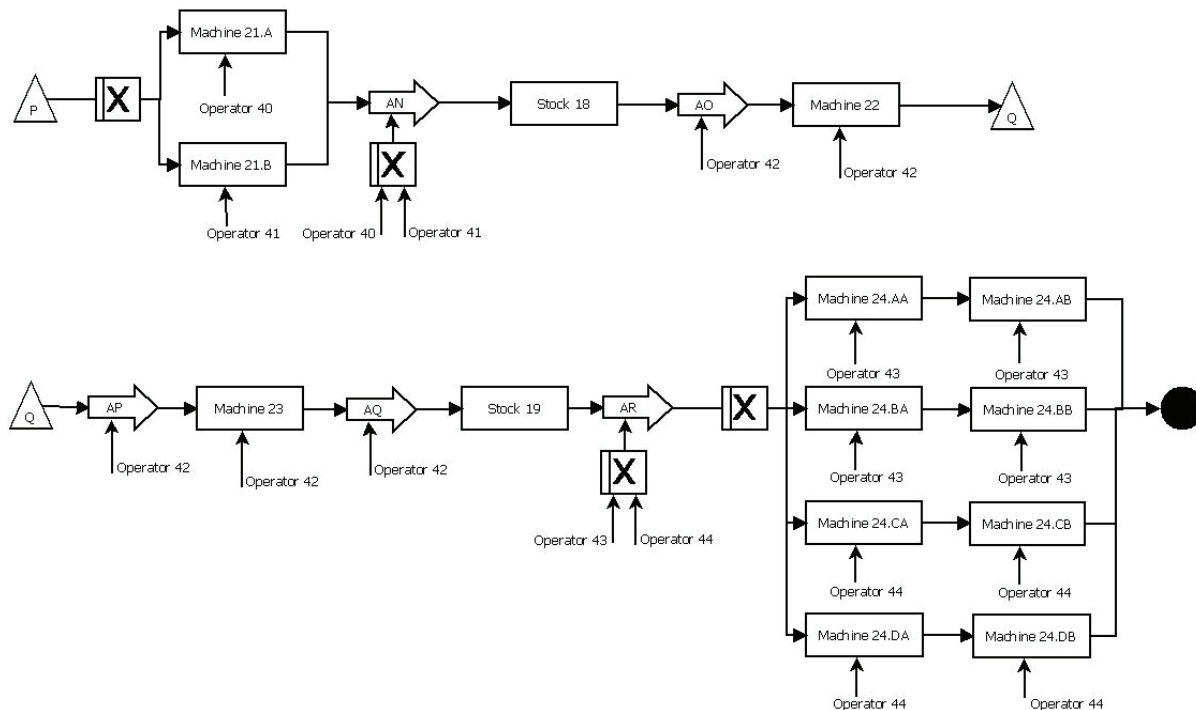 Machine 21.A
P
X
Operator 40
AN
Stock 18
AO
Machine 22
Q
Machine 21.B
X
Operator 42
Operator 42
Operator 41
Operator 40
Operator 41
Machine 24.AA
Machine 24.AB
Operator 43
Operator 43
Q
AP
Machine 23
AQ
Stock 19
AR
X
Machine 24.BA
Machine 24.BB
Operator 42
Operator 42
Operator 42
X
Operator 43
Operator 43
Operator 43
Operator 44
Machine 24.CA
Machine 24.CB
Operator 44
Operator 44
Machine 24.DA
Machine 24.DB
Operator 44
Operator 44